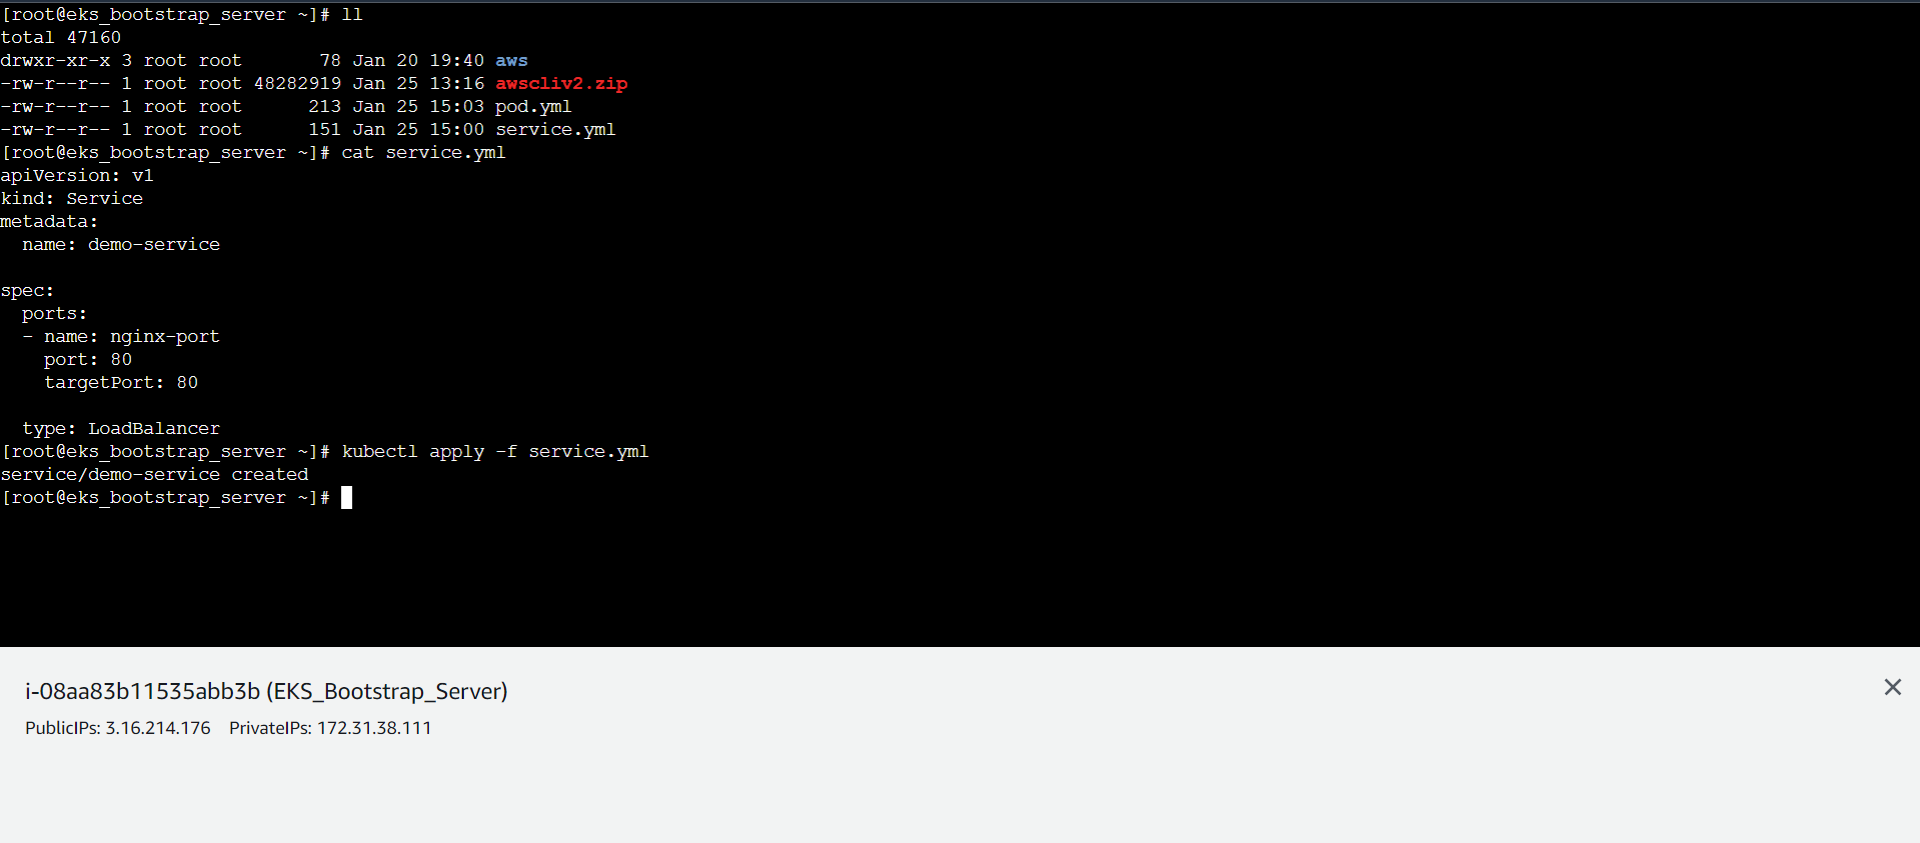 [root@eks_bootstrap_server ~]# ll
total 47160
drwxr-xr-x 3 root root       78 Jan 20 19:40 aws
-rw-r--r-- 1 root root 48282919 Jan 25 13:16 awscliv2.zip
-rw-r--r-- 1 root root      213 Jan 25 15:03 pod.yml
-rw-r--r-- 1 root root      151 Jan 25 15:00 service.yml
[root@eks_bootstrap_server ~]# cat service.yml
apiVersion: v1
kind: Service
metadata:
  name: demo-service

spec:
  ports:
  - name: nginx-port
    port: 80
    targetPort: 80

  type: LoadBalancer
[root@eks_bootstrap_server ~]# kubectl apply -f service.yml
service/demo-service created
[root@eks_bootstrap_server ~]#
i-08aa83b11535abb3b (EKS_Bootstrap_Server)
PublicIPs: 3.16.214.176    PrivateIPs: 172.31.38.111